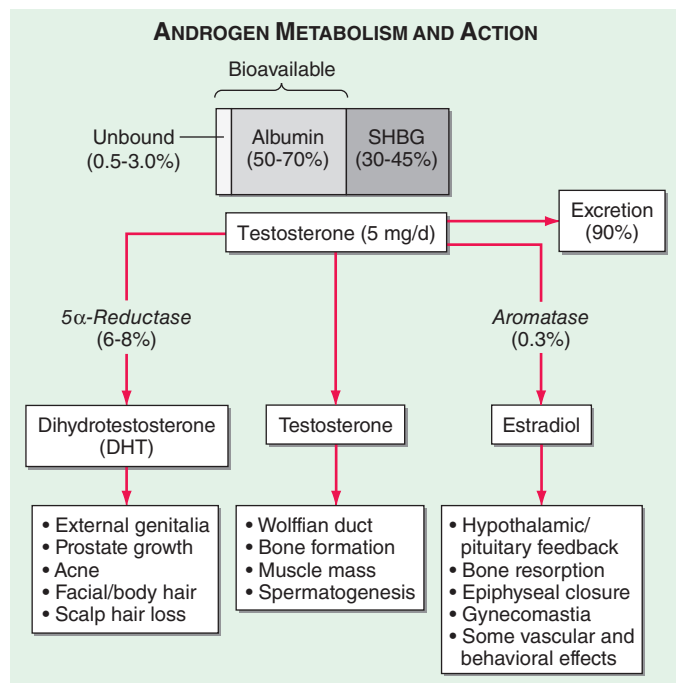 ANDROGEN METABOLISM AND ACTION
Bioavailable
Unbound
(0.5-3.0%)
Albumin
(50-70%)
SHBG
(30-45%)
Testosterone (5 mg/d)
Excretion
(90%)
5α-Reductase
(6-8%)
Aromatase
(0.3%)
Dihydrotestosterone
(DHT)
Testosterone
Estradiol
• External genitalia
• Prostate growth
• Acne
• Facial/body hair
• Scalp hair loss
• Wolffian duct
• Bone formation
• Muscle mass
• Spermatogenesis
• Hypothalamic/
pituitary feedback
• Bone resorption
• Epiphyseal closure
• Gynecomastia
• Some vascular and
behavioral effects